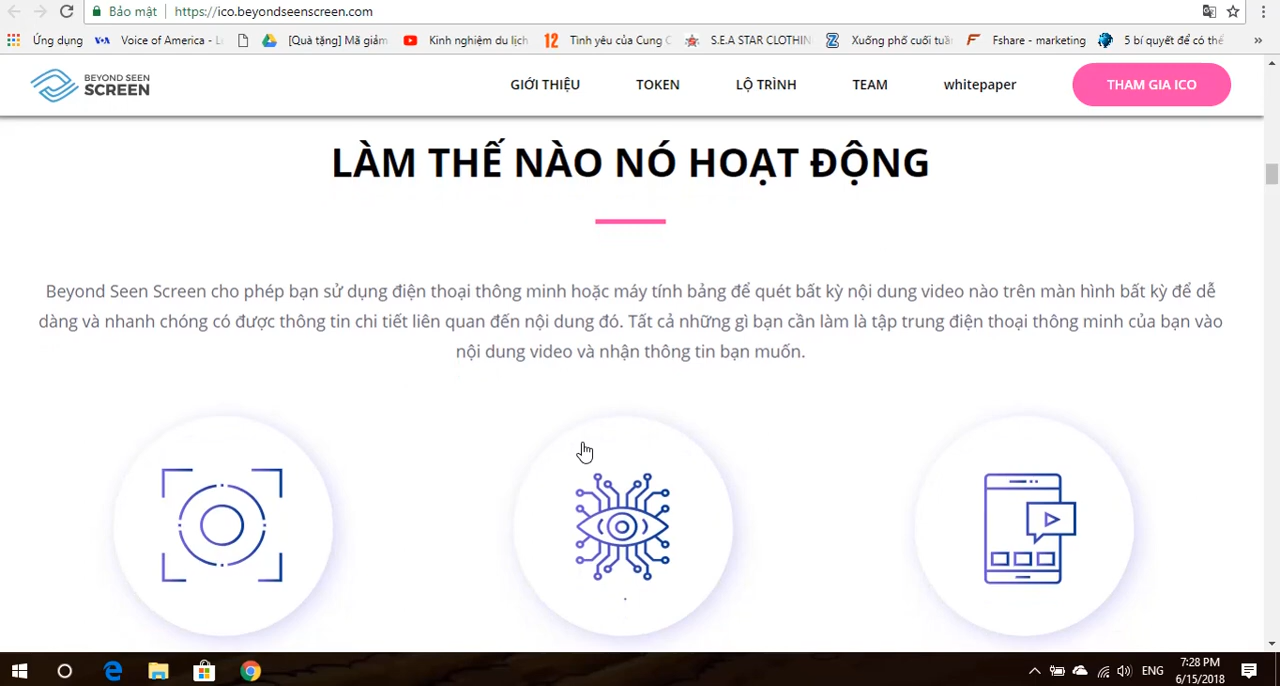 Bảo mật
https://ico.beyondseenscreen.com
Ứng dụng
VOA
Voice of America - L
[Quà tặng] Mã giảm
Kinh nghiệm du lịch
12
Tình yêu của Cung C
S.E.A STAR CLOTHIN
Xuống phố cuối tuầ
Fshare - marketing
5 bí quyết để có thể
»
BEYOND SEEN
SCREEN
GIỚI THIỆU
TOKEN
LỘ TRÌNH
TEAM
whitepaper
THAM GIA ICO
LÀM THẾ NÀO NÓ HOẠT ĐỘNG
Beyond Seen Screen cho phép bạn sử dụng điện thoại thông minh hoặc máy tính bảng để quét bất kỳ nội dung video nào trên màn hình bất kỳ để dễ
dàng và nhanh chóng có được thông tin chi tiết liên quan đến nội dung đó. Tất cả những gì bạn cần làm là tập trung điện thoại thông minh của bạn vào
nội dung video và nhận thông tin bạn muốn.
ENG
7:28 PM
6/15/2018